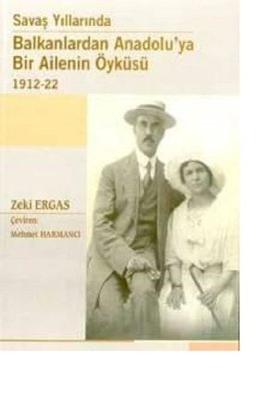 Savaş Yıllarında
Balkanlardan Anadolu'ya
Bir Ailenin Öyküsü
1912-22
Zeki ERGAS
Çeviren:
Mehmet HARMANCI